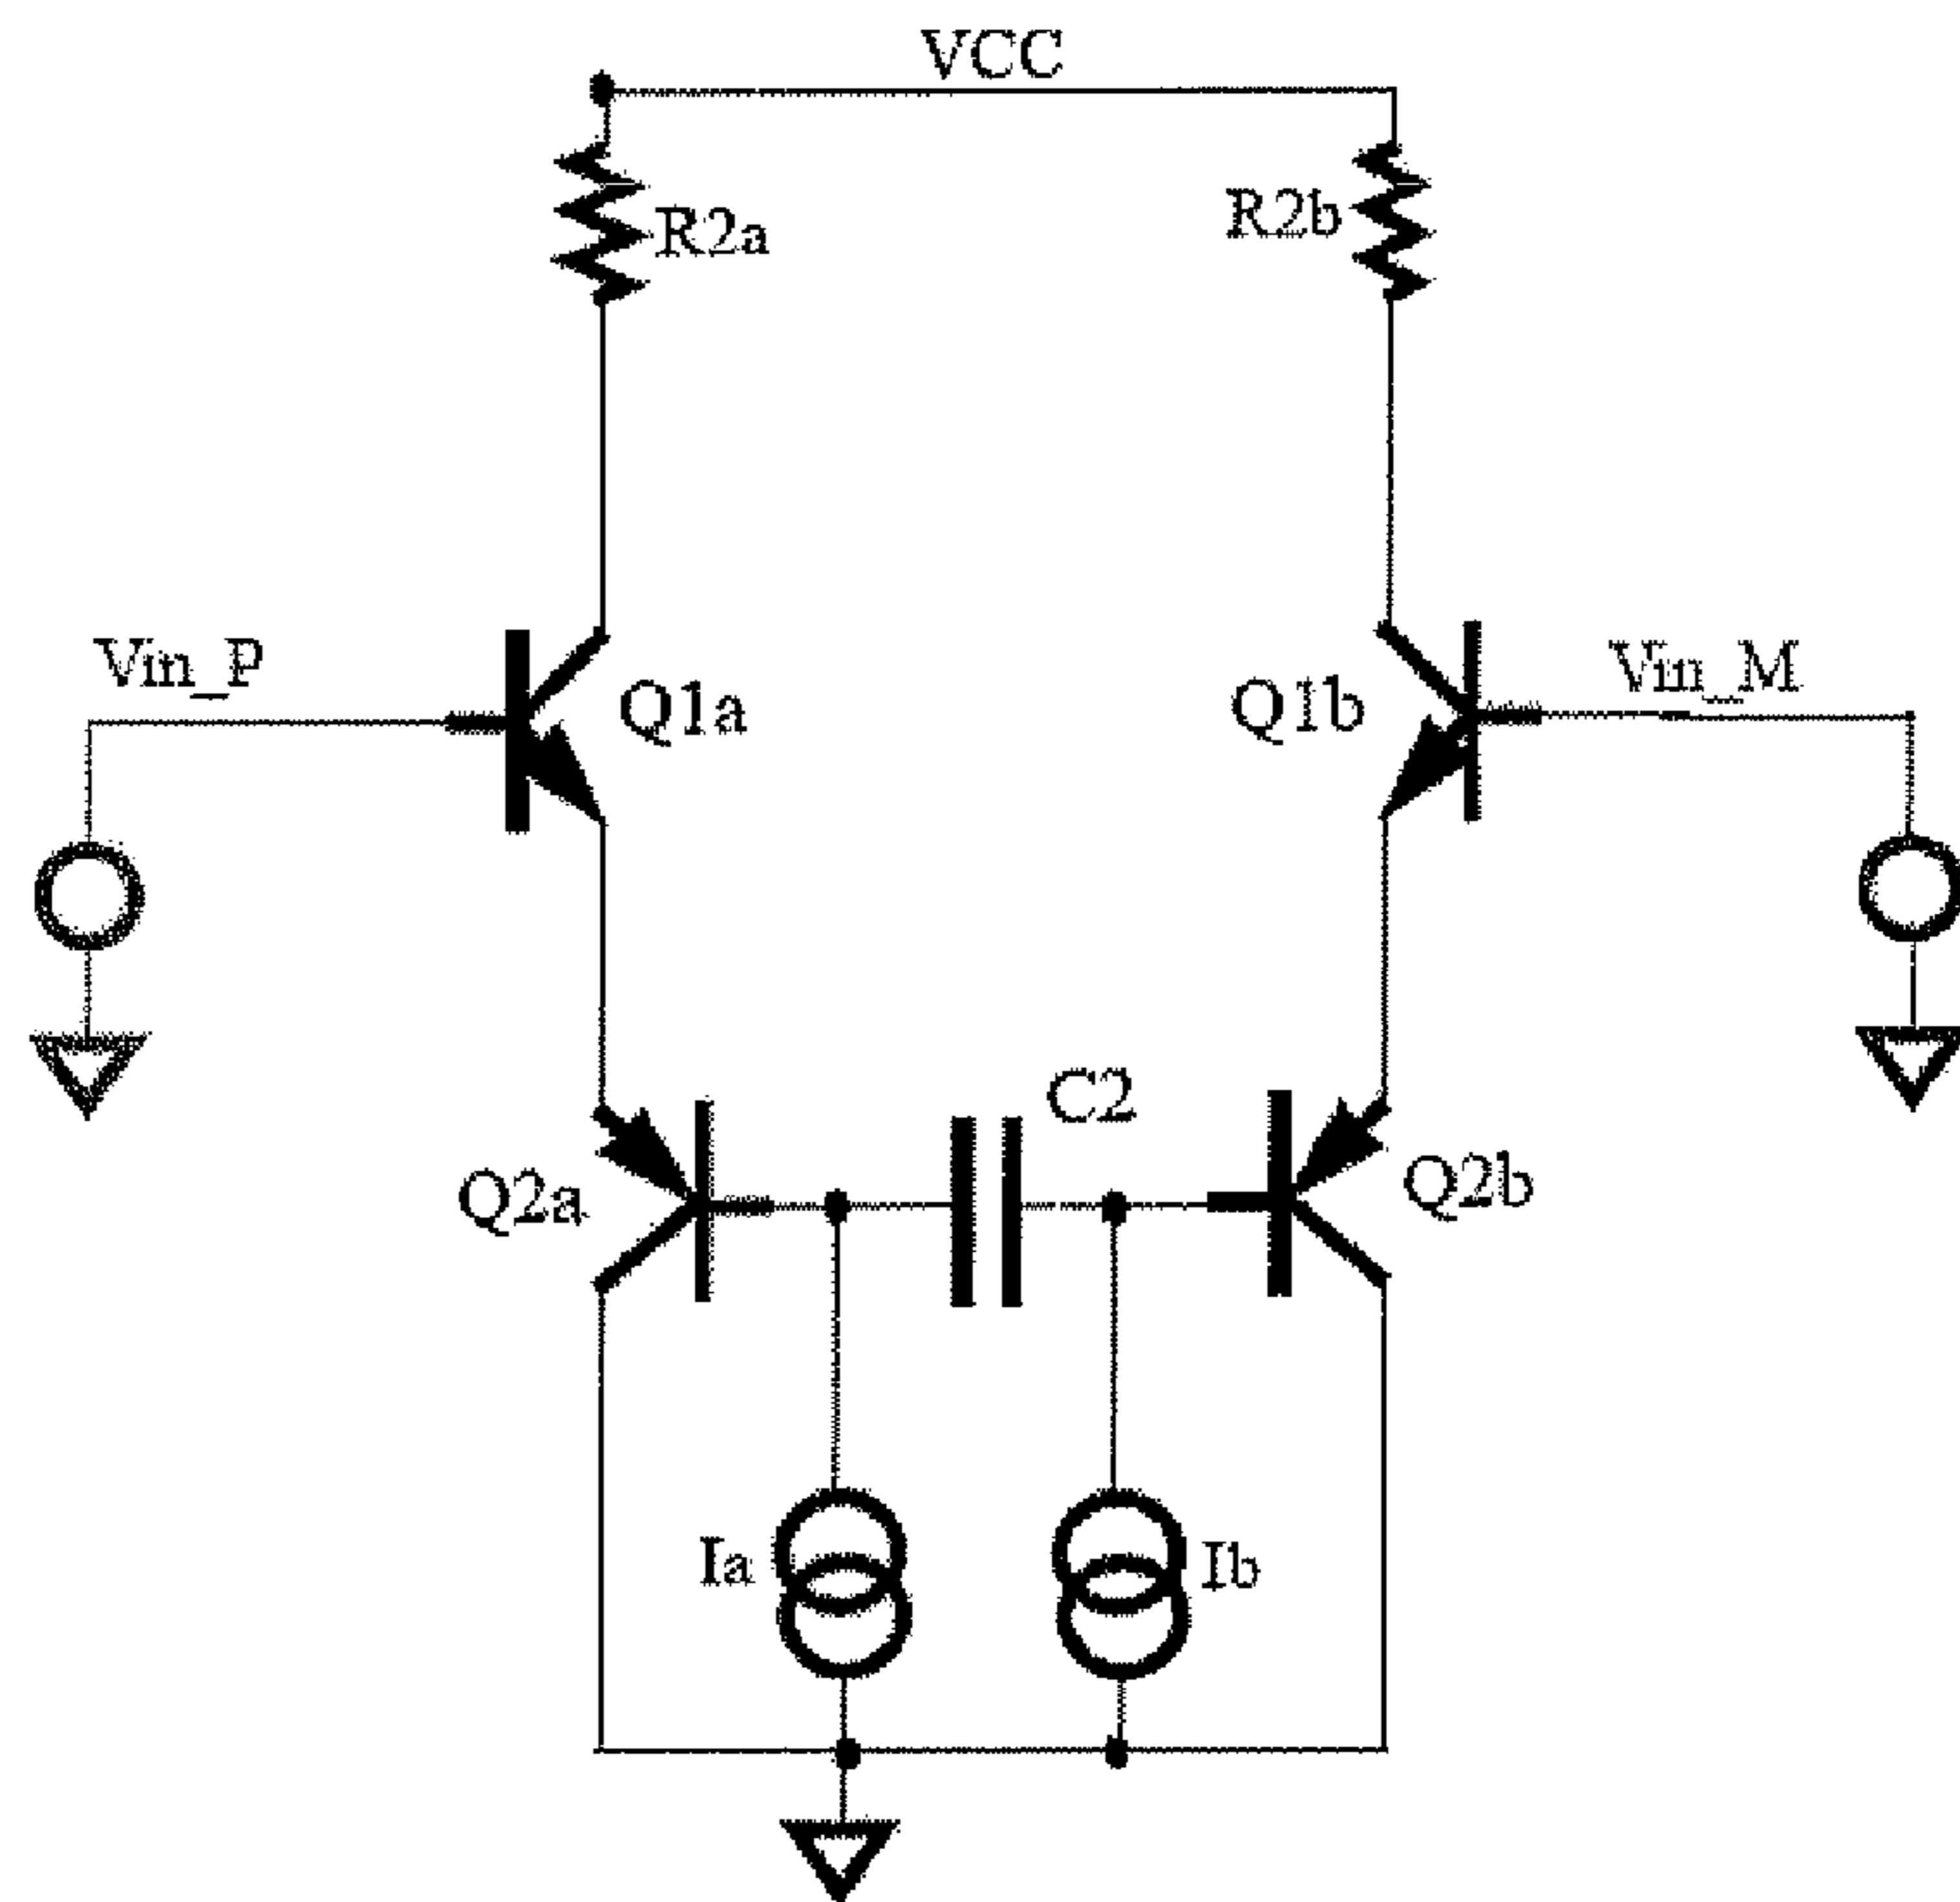 VCC
R2a
R2b
Vin_P
Q1a
Q1b
Vin_M
C2
Q2a
Q2b
Ia
Ib